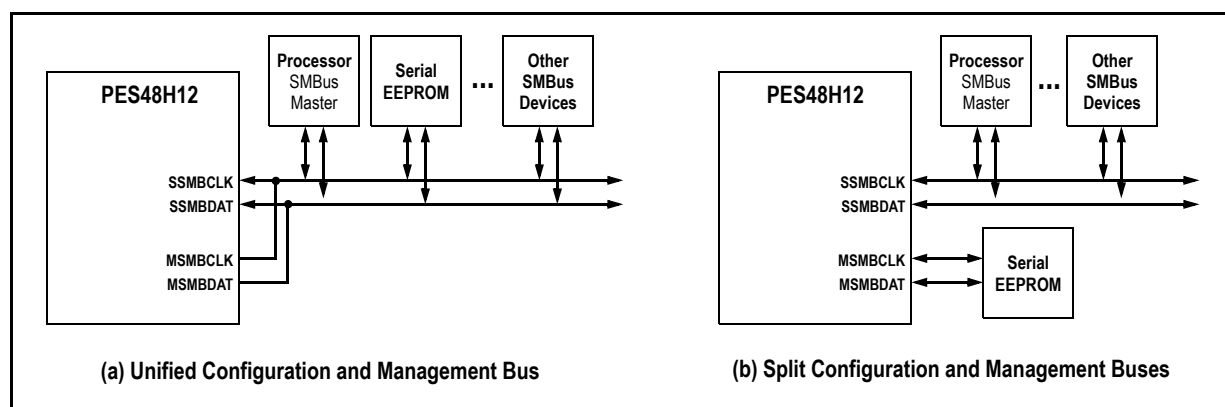 PES48H12
Processor
SMBus
Master
Serial
EEPROM
...
Other
SMBus
Devices
SSMBCLK
SSMBDAT
MSMBCLK
MSMBDAT
(a) Unified Configuration and Management Bus
PES48H12
Processor
SMBus
Master
...
Other
SMBus
Devices
SSMBCLK
SSMBDAT
MSMBCLK
MSMBDAT
Serial
EEPROM
(b) Split Configuration and Management Buses